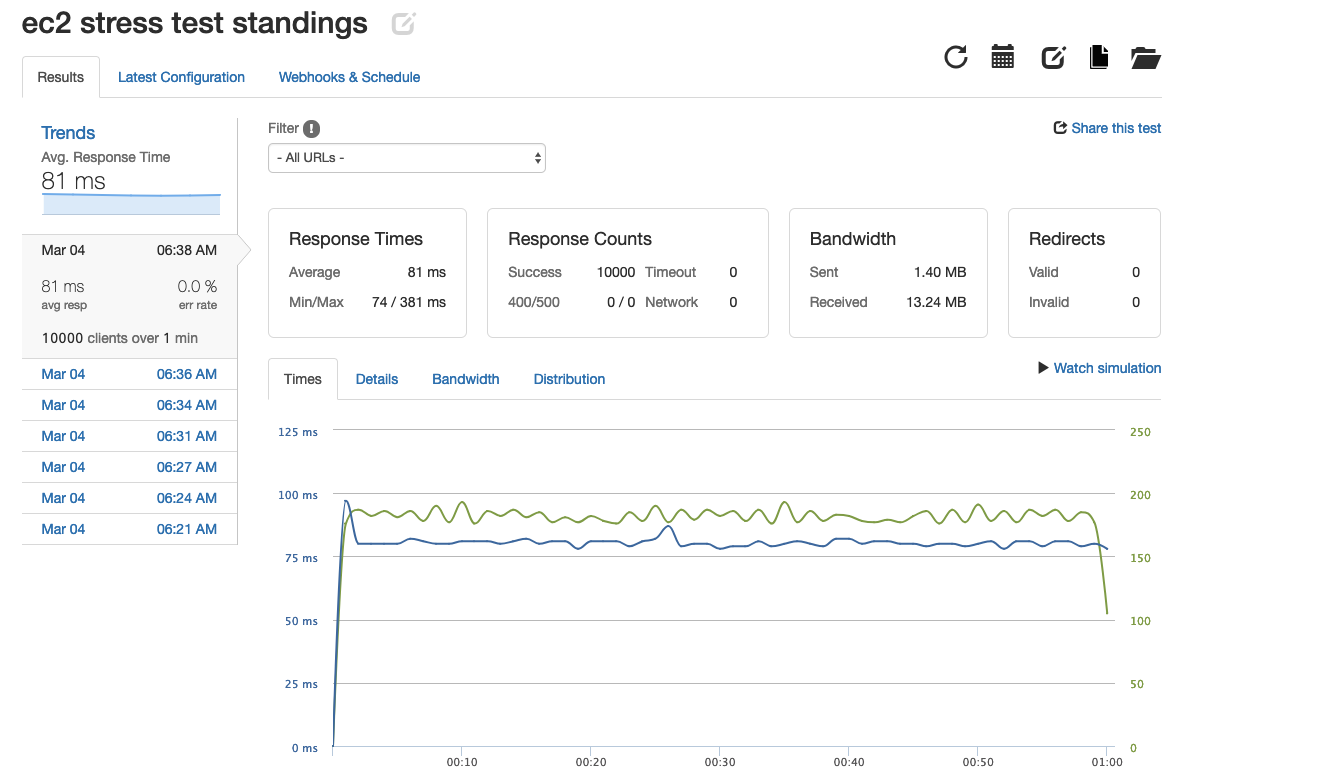 ec2 stress test standings
Results Latest Configuration Webhooks & Schedule
Trends
Avg. Response Time
81 ms
Mar 04 06:38 AM
81 ms 0.0 %
avg resp err rate
10000 clients over 1 min
Mar 04 06:36 AM
Mar 04 06:34 AM
Mar 04 06:31 AM
Mar 04 06:27 AM
Mar 04 06:24 AM
Mar 04 06:21 AM
Filter !
Share this test
- All URLs -
Response Times
Average 81 ms
Min/Max 74 / 381 ms
Response Counts
Success 10000 Timeout 0
400/500 0 / 0 Network 0
Bandwidth
Sent 1.40 MB
Received 13.24 MB
Redirects
Valid 0
Invalid 0
Times Details Bandwidth Distribution
Watch simulation
125 ms 250
100 ms 200
75 ms 150
50 ms 100
25 ms 50
0 ms 0
00:10 00:20 00:30 00:40 00:50 01:00